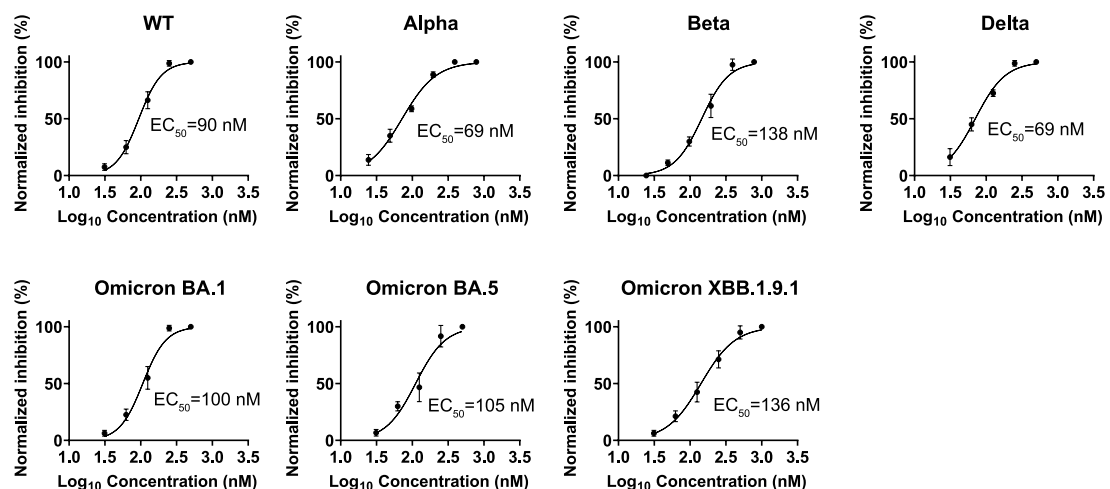 WT
Normalized inhibition (%)
100
50
0
EC50=90 nM
1.0 1.5 2.0 2.5 3.0 3.5
Log10 Concentration (nM)
Alpha
Normalized inhibition (%)
100
50
0
EC50=69 nM
1.0 1.5 2.0 2.5 3.0 3.5
Log10 Concentration (nM)
Beta
Normalized inhibition (%)
100
50
0
EC50=138 nM
1.0 1.5 2.0 2.5 3.0 3.5
Log10 Concentration (nM)
Delta
Normalized inhibition (%)
100
50
0
EC50=69 nM
1.0 1.5 2.0 2.5 3.0 3.5
Log10 Concentration (nM)
Omicron BA.1
Normalized inhibition (%)
100
50
0
EC50=100 nM
1.0 1.5 2.0 2.5 3.0 3.5
Log10 Concentration (nM)
Omicron BA.5
Normalized inhibition (%)
100
50
0
EC50=105 nM
1.0 1.5 2.0 2.5 3.0 3.5
Log10 Concentration (nM)
Omicron XBB.1.9.1
Normalized inhibition (%)
100
50
0
EC50=136 nM
1.0 1.5 2.0 2.5 3.0 3.5
Log10 Concentration (nM)